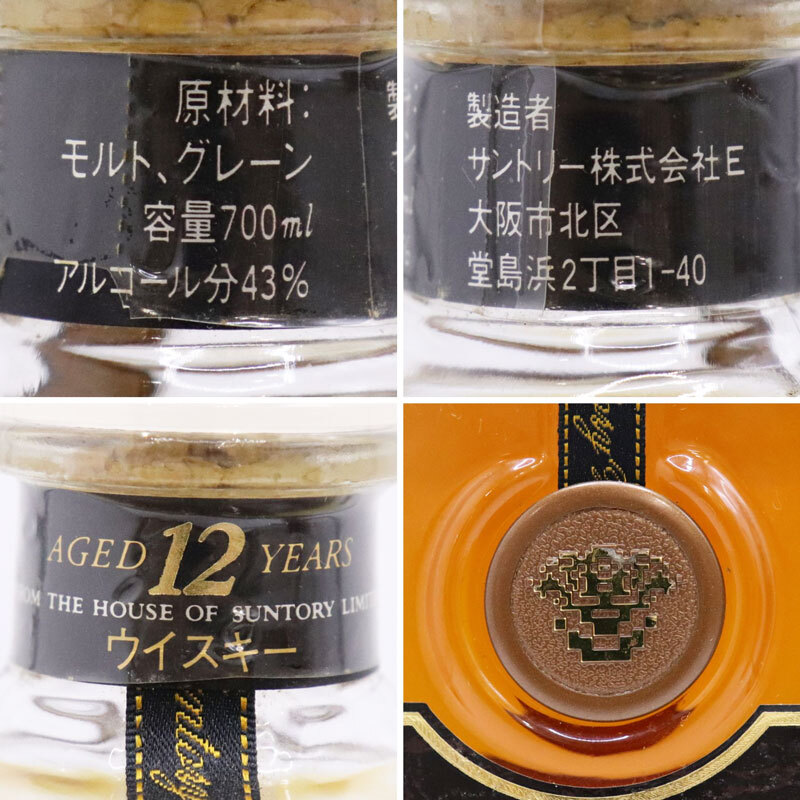 原材料:
モルト、グレーン
容量700ml
アルコール分43%
製造者
サントリー株式会社E
大阪市北区
堂島浜2丁目1-40
AGED 12 YEARS
THE HOUSE OF SUNTORY
ウイスキー